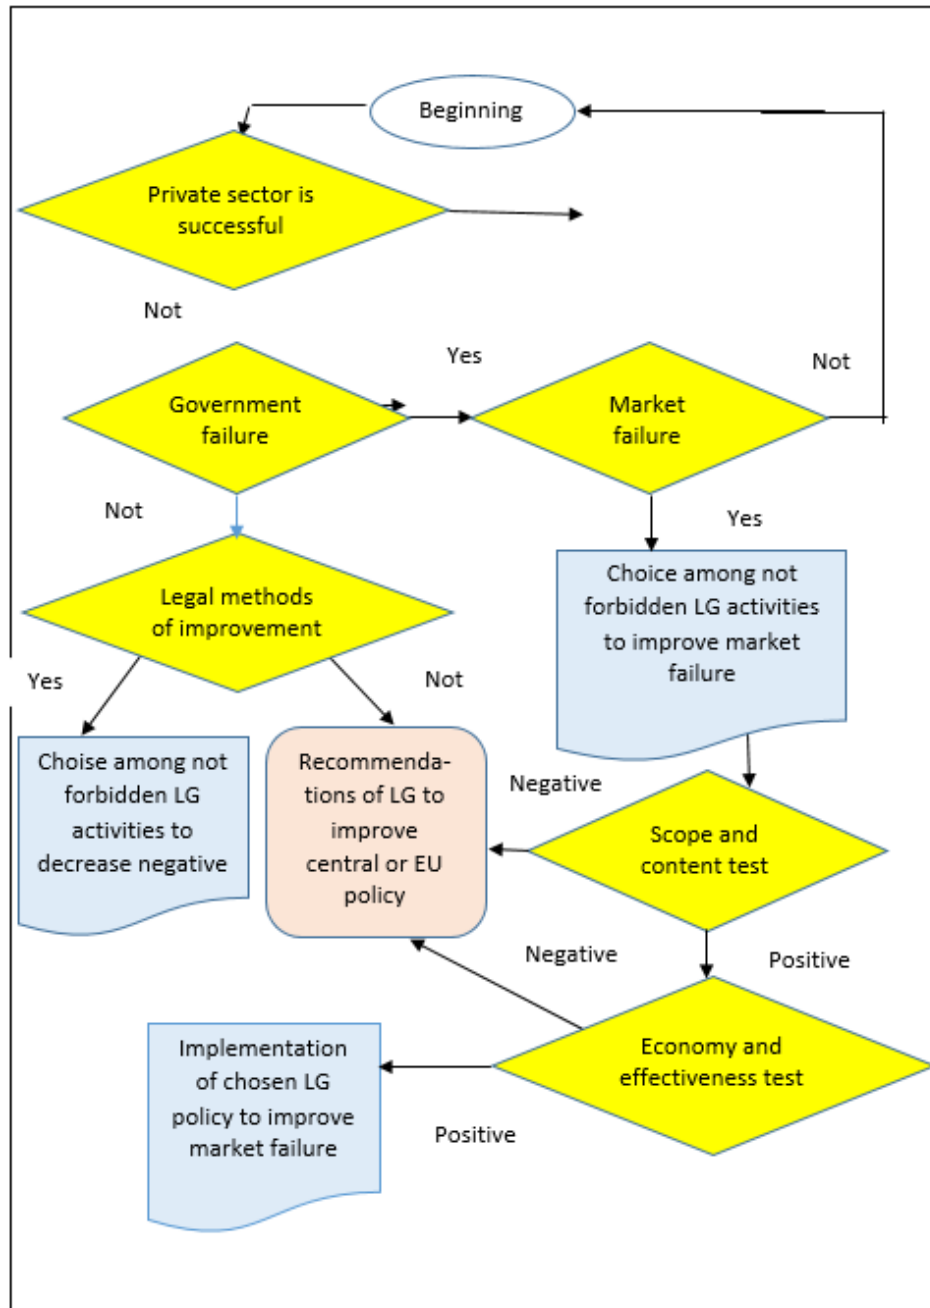 Beginning
Private sector is
successful
Not
Yes
Not
Government
failure
Market
failure
Not
Yes
Legal methods
of improvement
Choice among not
forbidden LG activities
to improve market
failure
Yes
Not
Choise among not
forbidden LG
activities to
decrease negative
Recommenda-
tions of LG to
improve
central or EU
policy
Negative
Scope and
content test
Negative
Positive
Implementation
of chosen LG
policy to improve
market failure
Economy and
effectiveness test
Positive